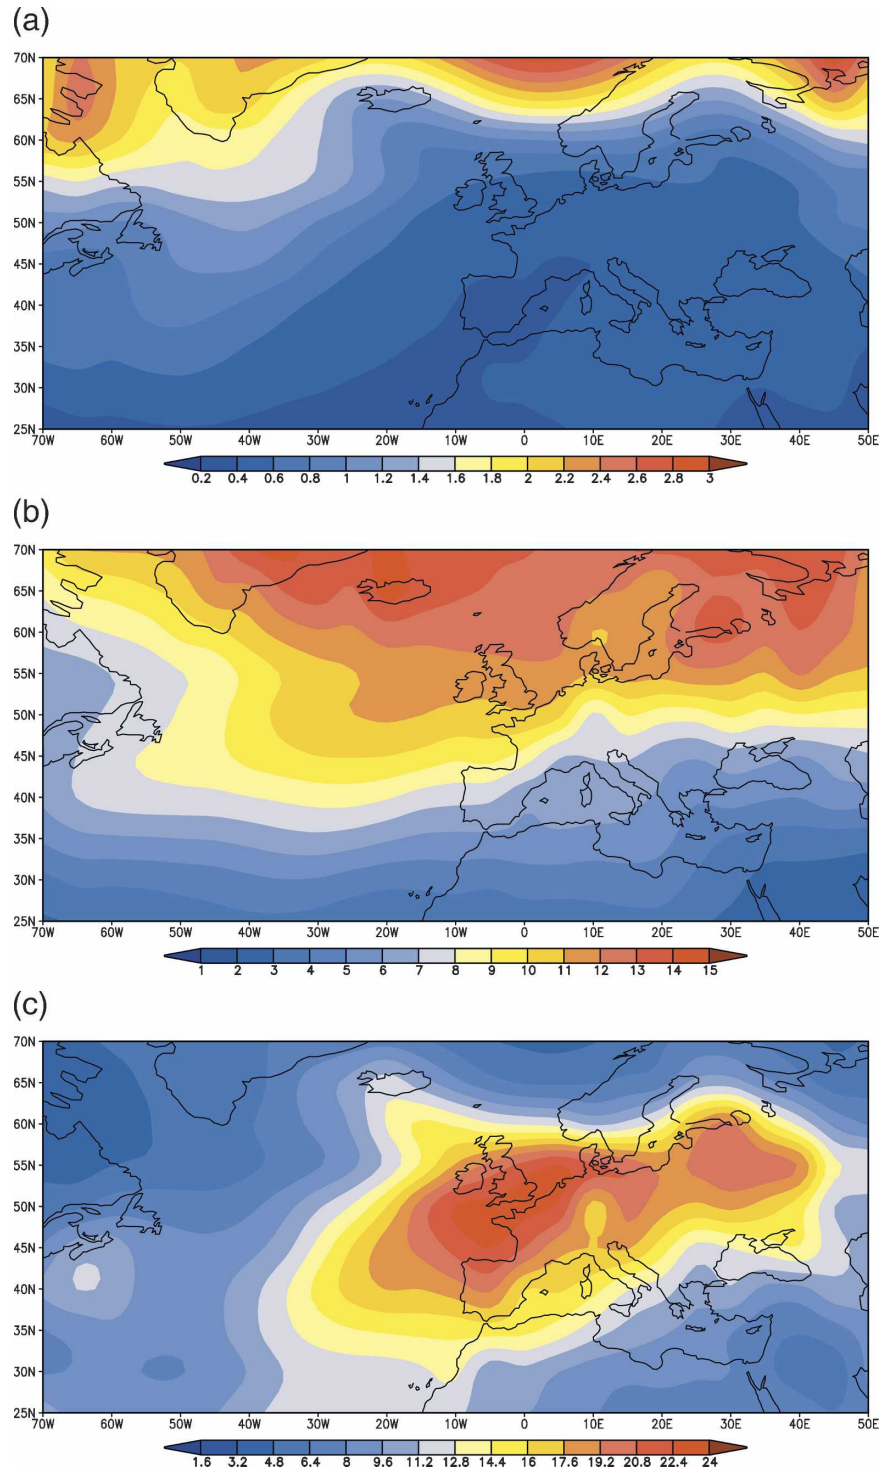 (a)
70N
65N
60N
55N
50N
45N
40N
35N
30N
25N
70W 60W 50W 40W 30W 20W 10W 0 10E 20E 30E 40E 50E
0.2 0.4 0.6 0.8 1 1.2 1.4 1.6 1.8 2 2.2 2.4 2.6 2.8 3
(b)
70N
65N
60N
55N
50N
45N
40N
35N
30N
25N
70W 60W 50W 40W 30W 20W 10W 0 10E 20E 30E 40E 50E
1 2 3 4 5 6 7 8 9 10 11 12 13 14 15
(c)
70N
65N
60N
55N
50N
45N
40N
35N
30N
25N
70W 60W 50W 40W 30W 20W 10W 0 10E 20E 30E 40E 50E
1.6 3.2 4.8 6.4 8 9.6 11.2 12.8 14.4 16 17.6 19.2 20.8 22.4 24